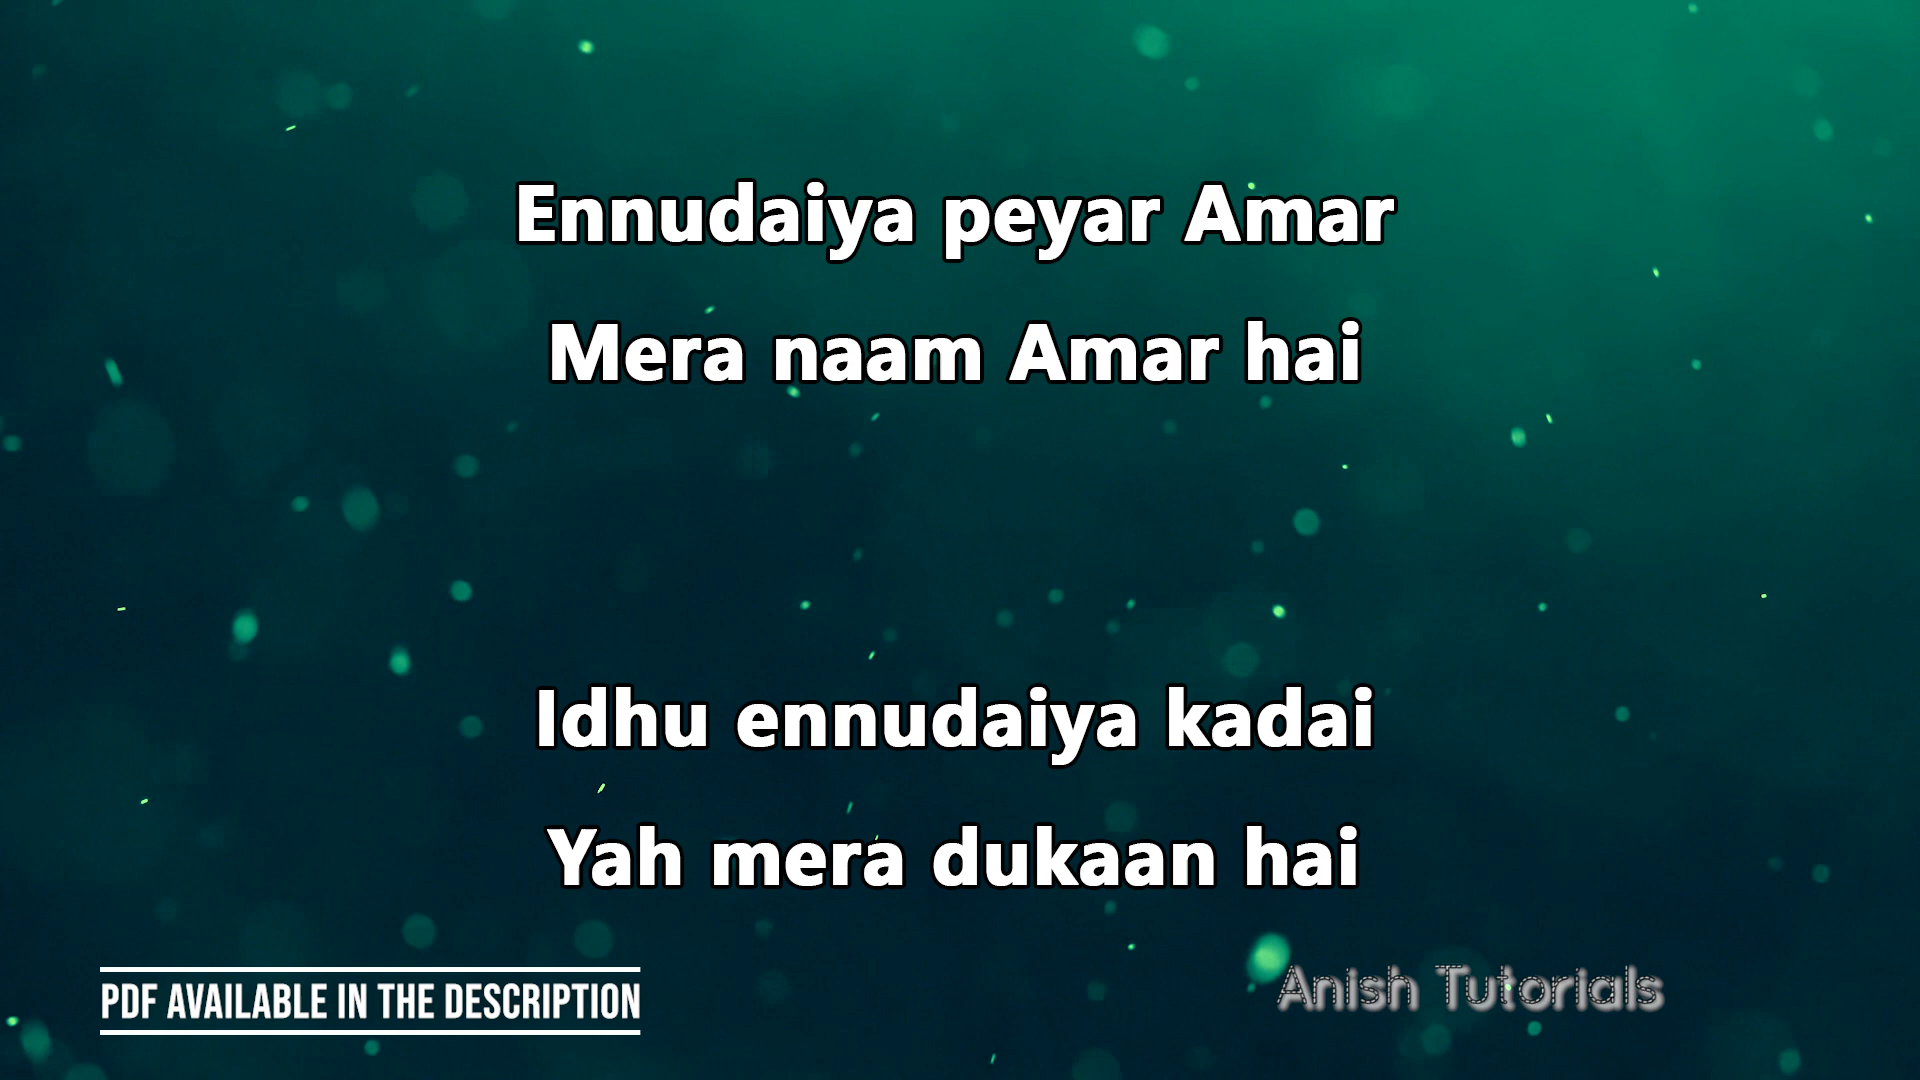 Ennudaiya peyar Amar
Mera naam Amar hai
Idhu ennudaiya kadai
Yah mera dukaan hai
PDF AVAILABLE IN THE DESCRIPTION
Anish Tutorials